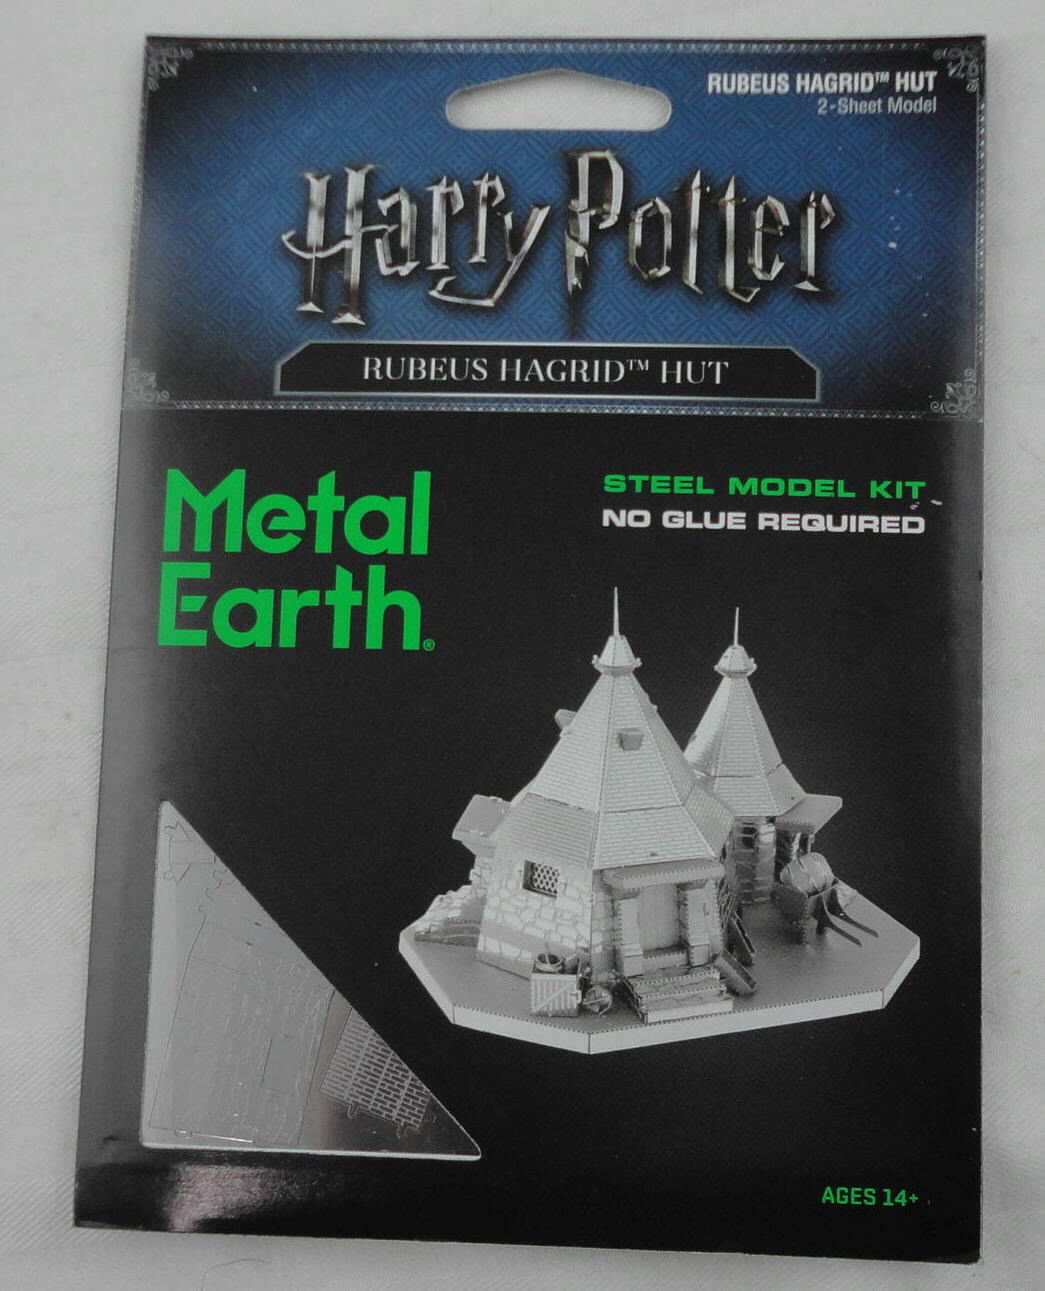 RUBEUS HAGRID™ HUT
2-Sheet Model
Harry Potter
RUBEUS HAGRID™ HUT
Metal
Earth®
STEEL MODEL KIT
NO GLUE REQUIRED
AGES 14+